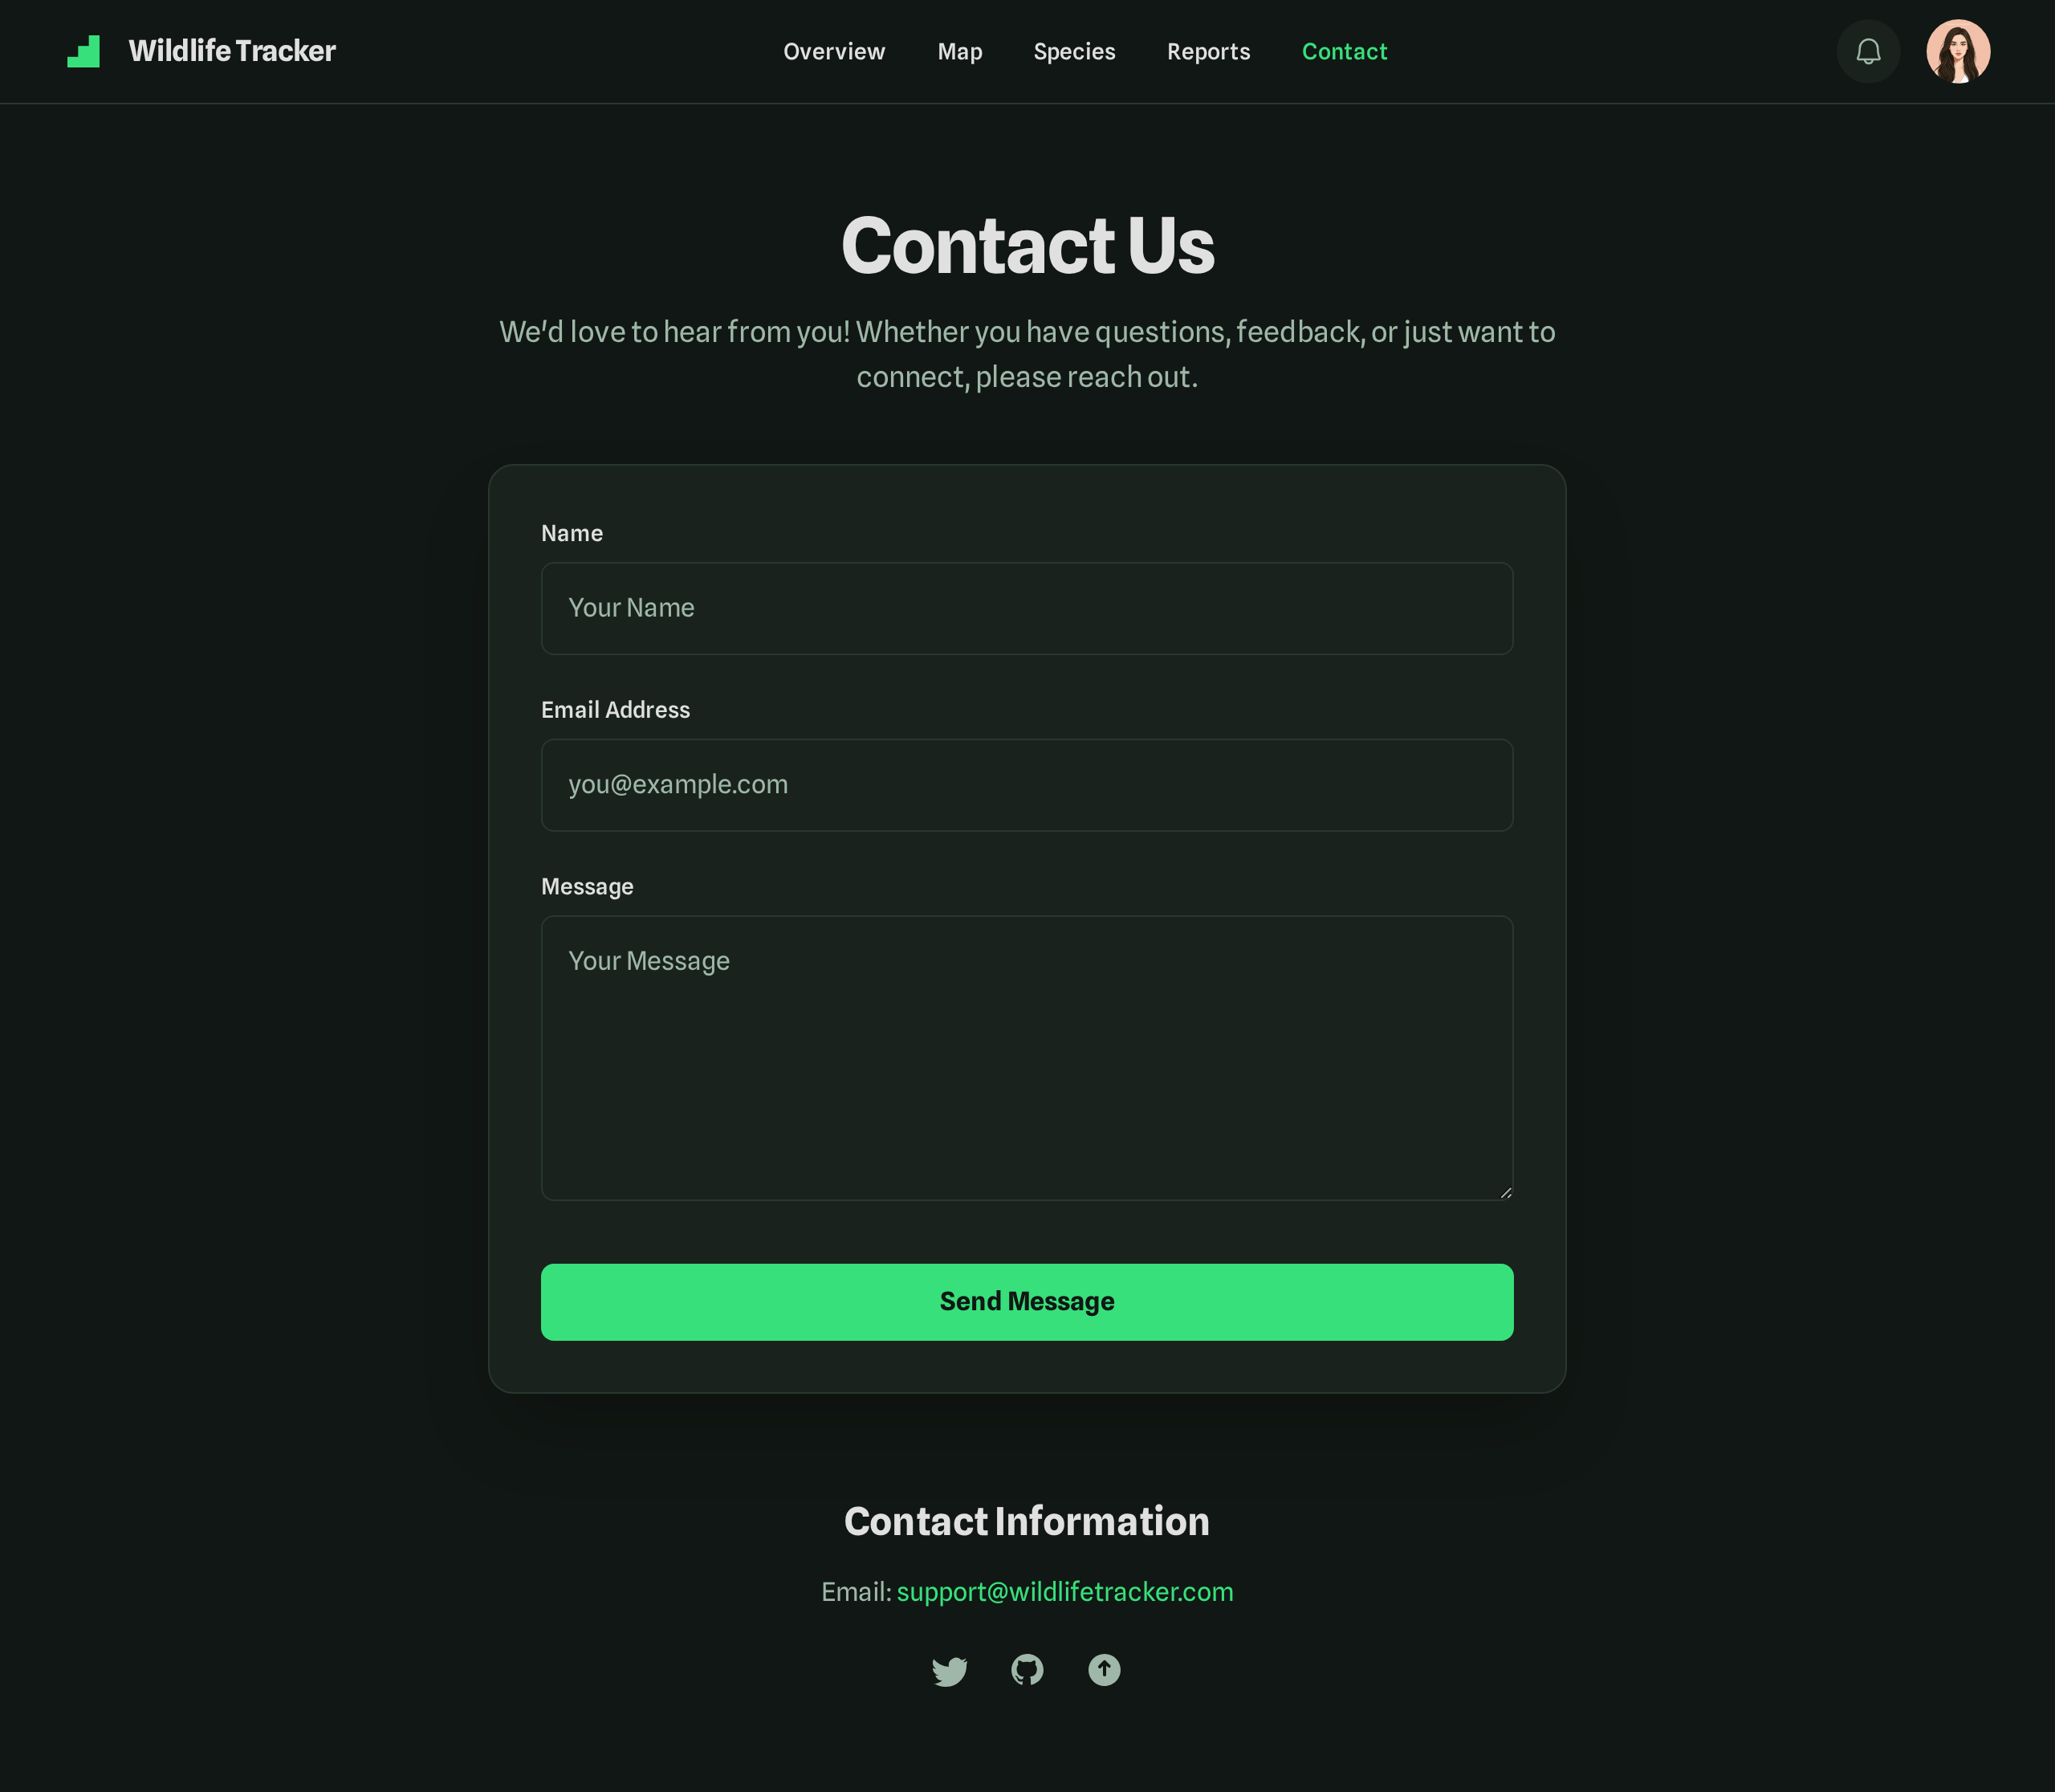 Wildlife Tracker
Overview
Map
Species
Reports
Contact
Contact Us
We'd love to hear from you! Whether you have questions, feedback, or just want to
connect, please reach out.
Name
Your Name
Email Address
you@example.com
Message
Your Message
Send Message
Contact Information
Email: support@wildlifetracker.com